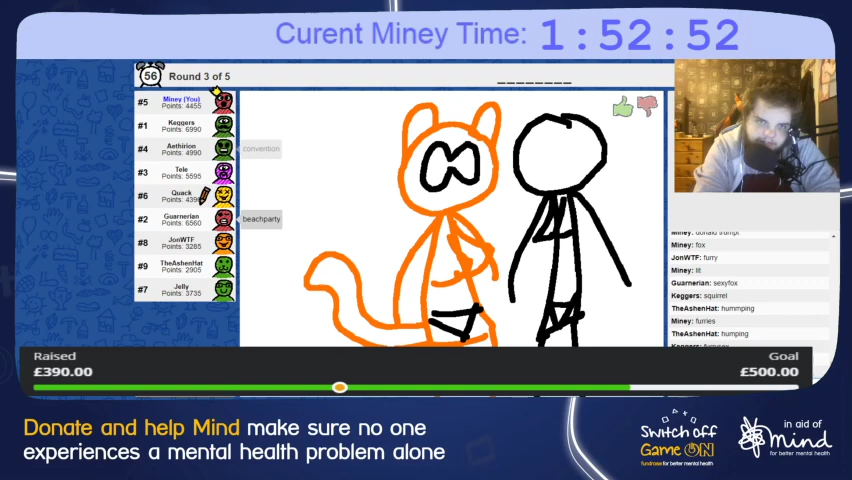 Curent Miney Time: 1:52:52
56 Round 3 of 5 ________
#5 Miney (You)
Points: 4455
#1 Keggers
Points: 6990
#4 Aethirion
Points: 4990
convention
#3 Tele
Points: 5595
#6 Quack
#2 Guarnerian
Points: 6560
beachparty
#8 JonWTF
Points: 3285
#9 TheAshenHat
Points: 2905
#7 Jelly
Points: 3735
Miney: donald trump!
Miney: fox
JonWTF: furry
Miney: lit
Guarnerian: sexyfox
Keggers: squirrel
TheAshenHat: hummping
Miney: furries
TheAshenHat: humping
Raised
£390.00
Goal
£500.00
Donate and help Mind make sure no one
experiences a mental health problem alone
Switch off
Game ON
fundraise for better mental health
in aid of
mind
for better mental health